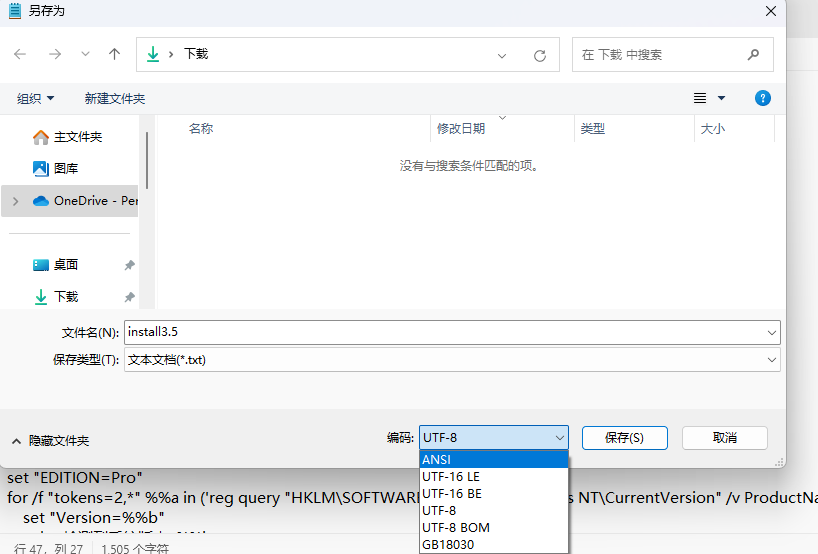 另存为
下载
在 下载 中搜索
组织
新建文件夹
主文件夹
图库
OneDrive - Per
桌面
下载
名称
修改日期
类型
大小
没有与搜索条件匹配的项。
文件名(N):
install3.5
保存类型(T):
文本文档(*.txt)
隐藏文件夹
编码:
UTF-8
保存(S)
取消
ANSI
UTF-16 LE
UTF-16 BE
UTF-8
UTF-8 BOM
GB18030
set "EDITION=Pro"
for /f "tokens=2,*" %%a in ('reg query "HKLM\SOFTWAR
s NT\CurrentVersion" /v ProductNa
set "Version=%%b"
行 47，列 27
1,505 个字符